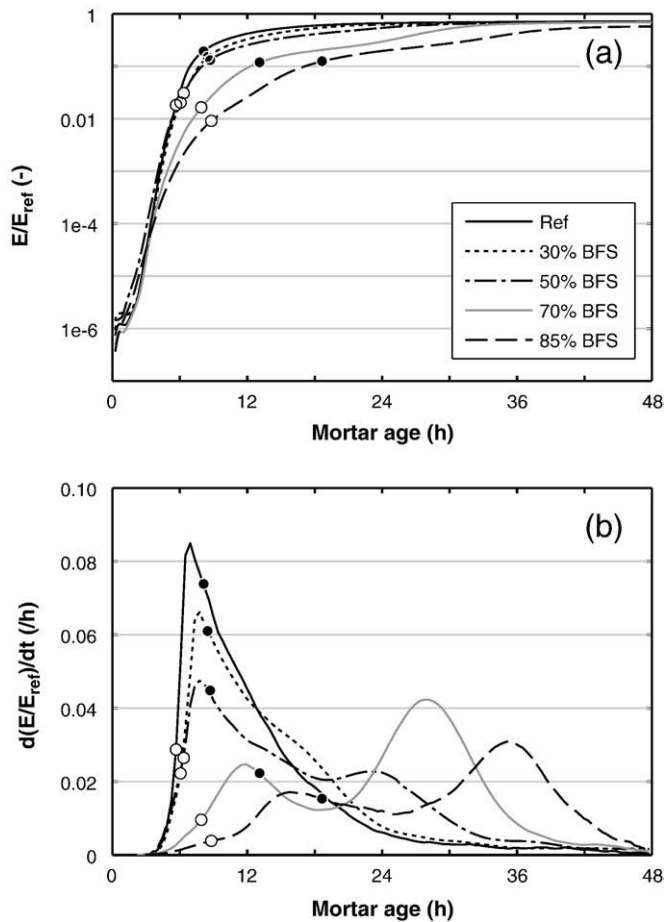 1
(a)
0.01
E/Eref (-)
1e-4
Ref
30% BFS
50% BFS
70% BFS
85% BFS
1e-6
0 12 24 36 48
Mortar age (h)
0.10
(b)
0.08
0.06
d(E/Eref)/dt (/h)
0.04
0.02
0
0 12 24 36 48
Mortar age (h)